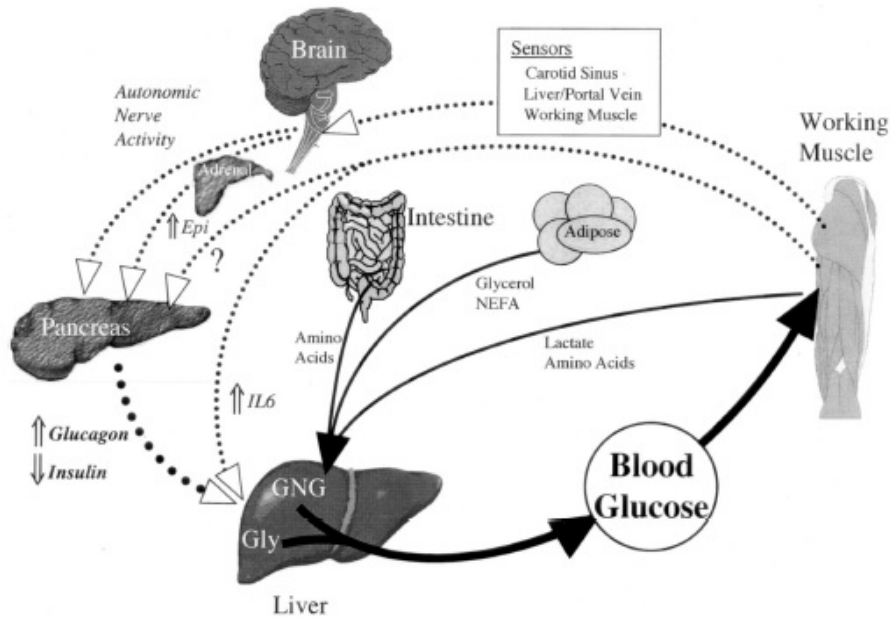 Brain
Sensors
Carotid Sinus
Liver/Portal Vein
Working Muscle
Autonomic
Nerve
Activity
Working
Muscle
Adrenal
⇑ Epi
?
Intestine
Adipose
Glycerol
NEFA
Pancreas
Amino
Acids
Lactate
Amino Acids
⇑ IL6
⇑ Glucagon
⇓ Insulin
Blood
Glucose
GNG
Gly
Liver